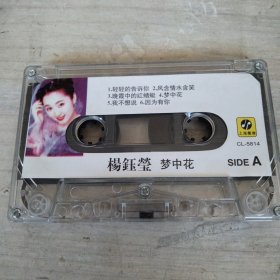 1.轻轻的告诉你 2.风含情水含笑
3.晚霞中的红蜻蜓 4.梦中花
5.我不想说 6.因为有你
CL-5814
楊鈺瑩 梦中花 SIDE A